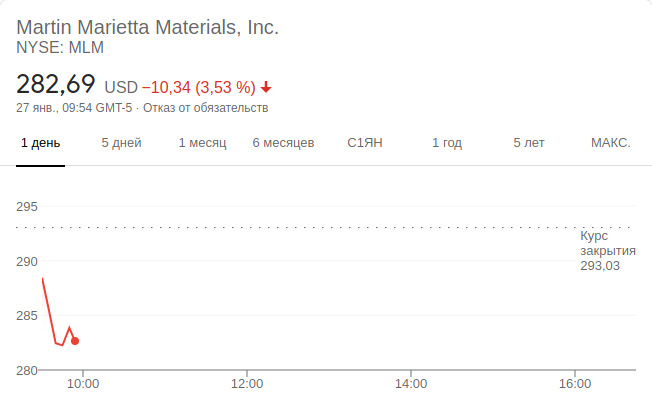 Martin Marietta Materials, Inc.
NYSE: MLM
282,69 USD −10,34 (3,53 %)
27 янв., 09:54 GMT-5 · Отказ от обязательств
1 день 5 дней 1 месяц 6 месяцев С1ЯН 1 год 5 лет МАКС.
295
Курс
закрытия
293,03
290
285
280
10:00 12:00 14:00 16:00